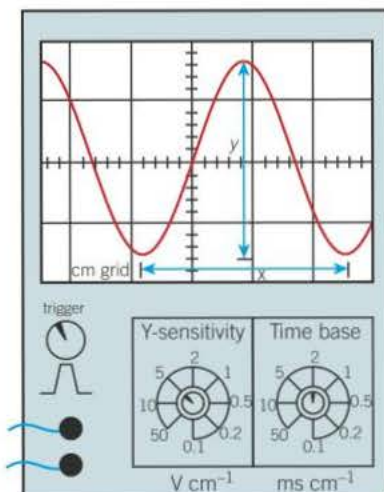 y
cm grid
x
trigger
Y-sensitivity
Time base
2
5
1
10
0.5
50
0.2
0.1
2
5
1
10
0.5
50
0.2
0.1
V cm⁻¹
ms cm⁻¹